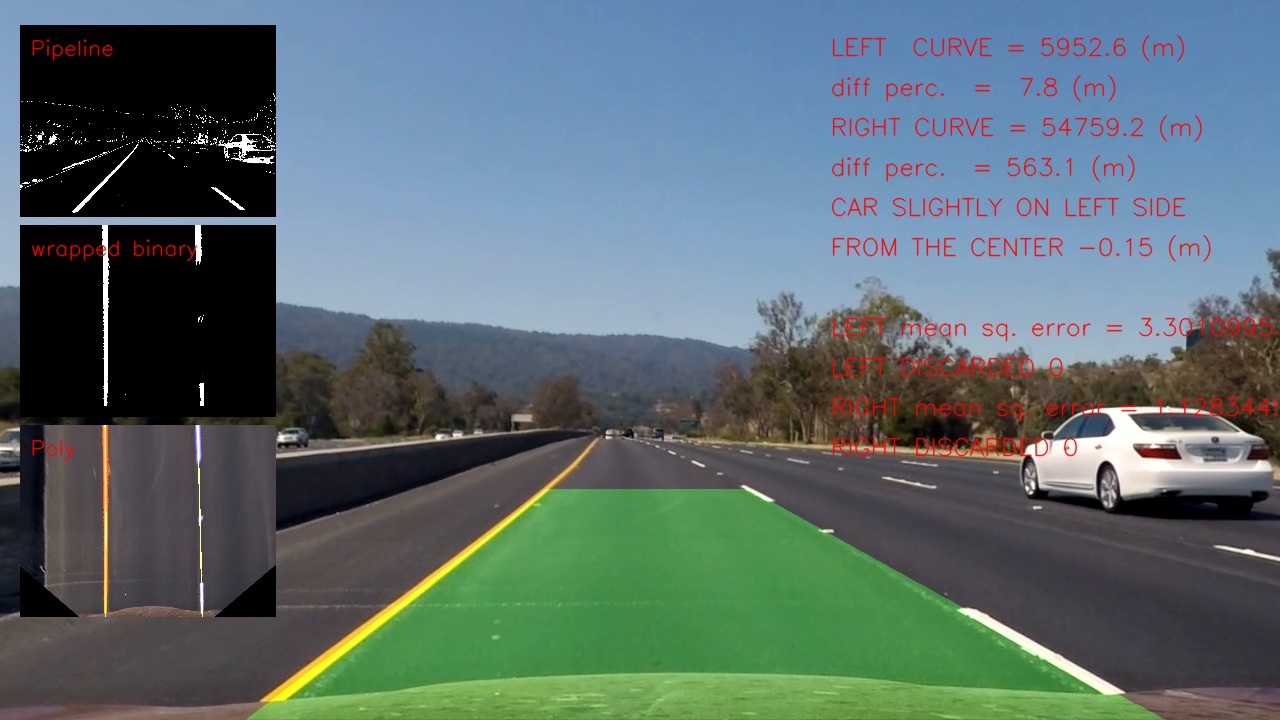 Pipeline
wrapped binary
Poly
LEFT CURVE = 5952.6 (m)
diff perc. = 7.8 (m)
RIGHT CURVE = 54759.2 (m)
diff perc. = 563.1 (m)
CAR SLIGHTLY ON LEFT SIDE
FROM THE CENTER -0.15 (m)
LEFT mean sq. error = 3.3010995
LEFT DISCARDED 0
RIGHT mean sq. error = 1.128344
RIGHT DISCARDED 0